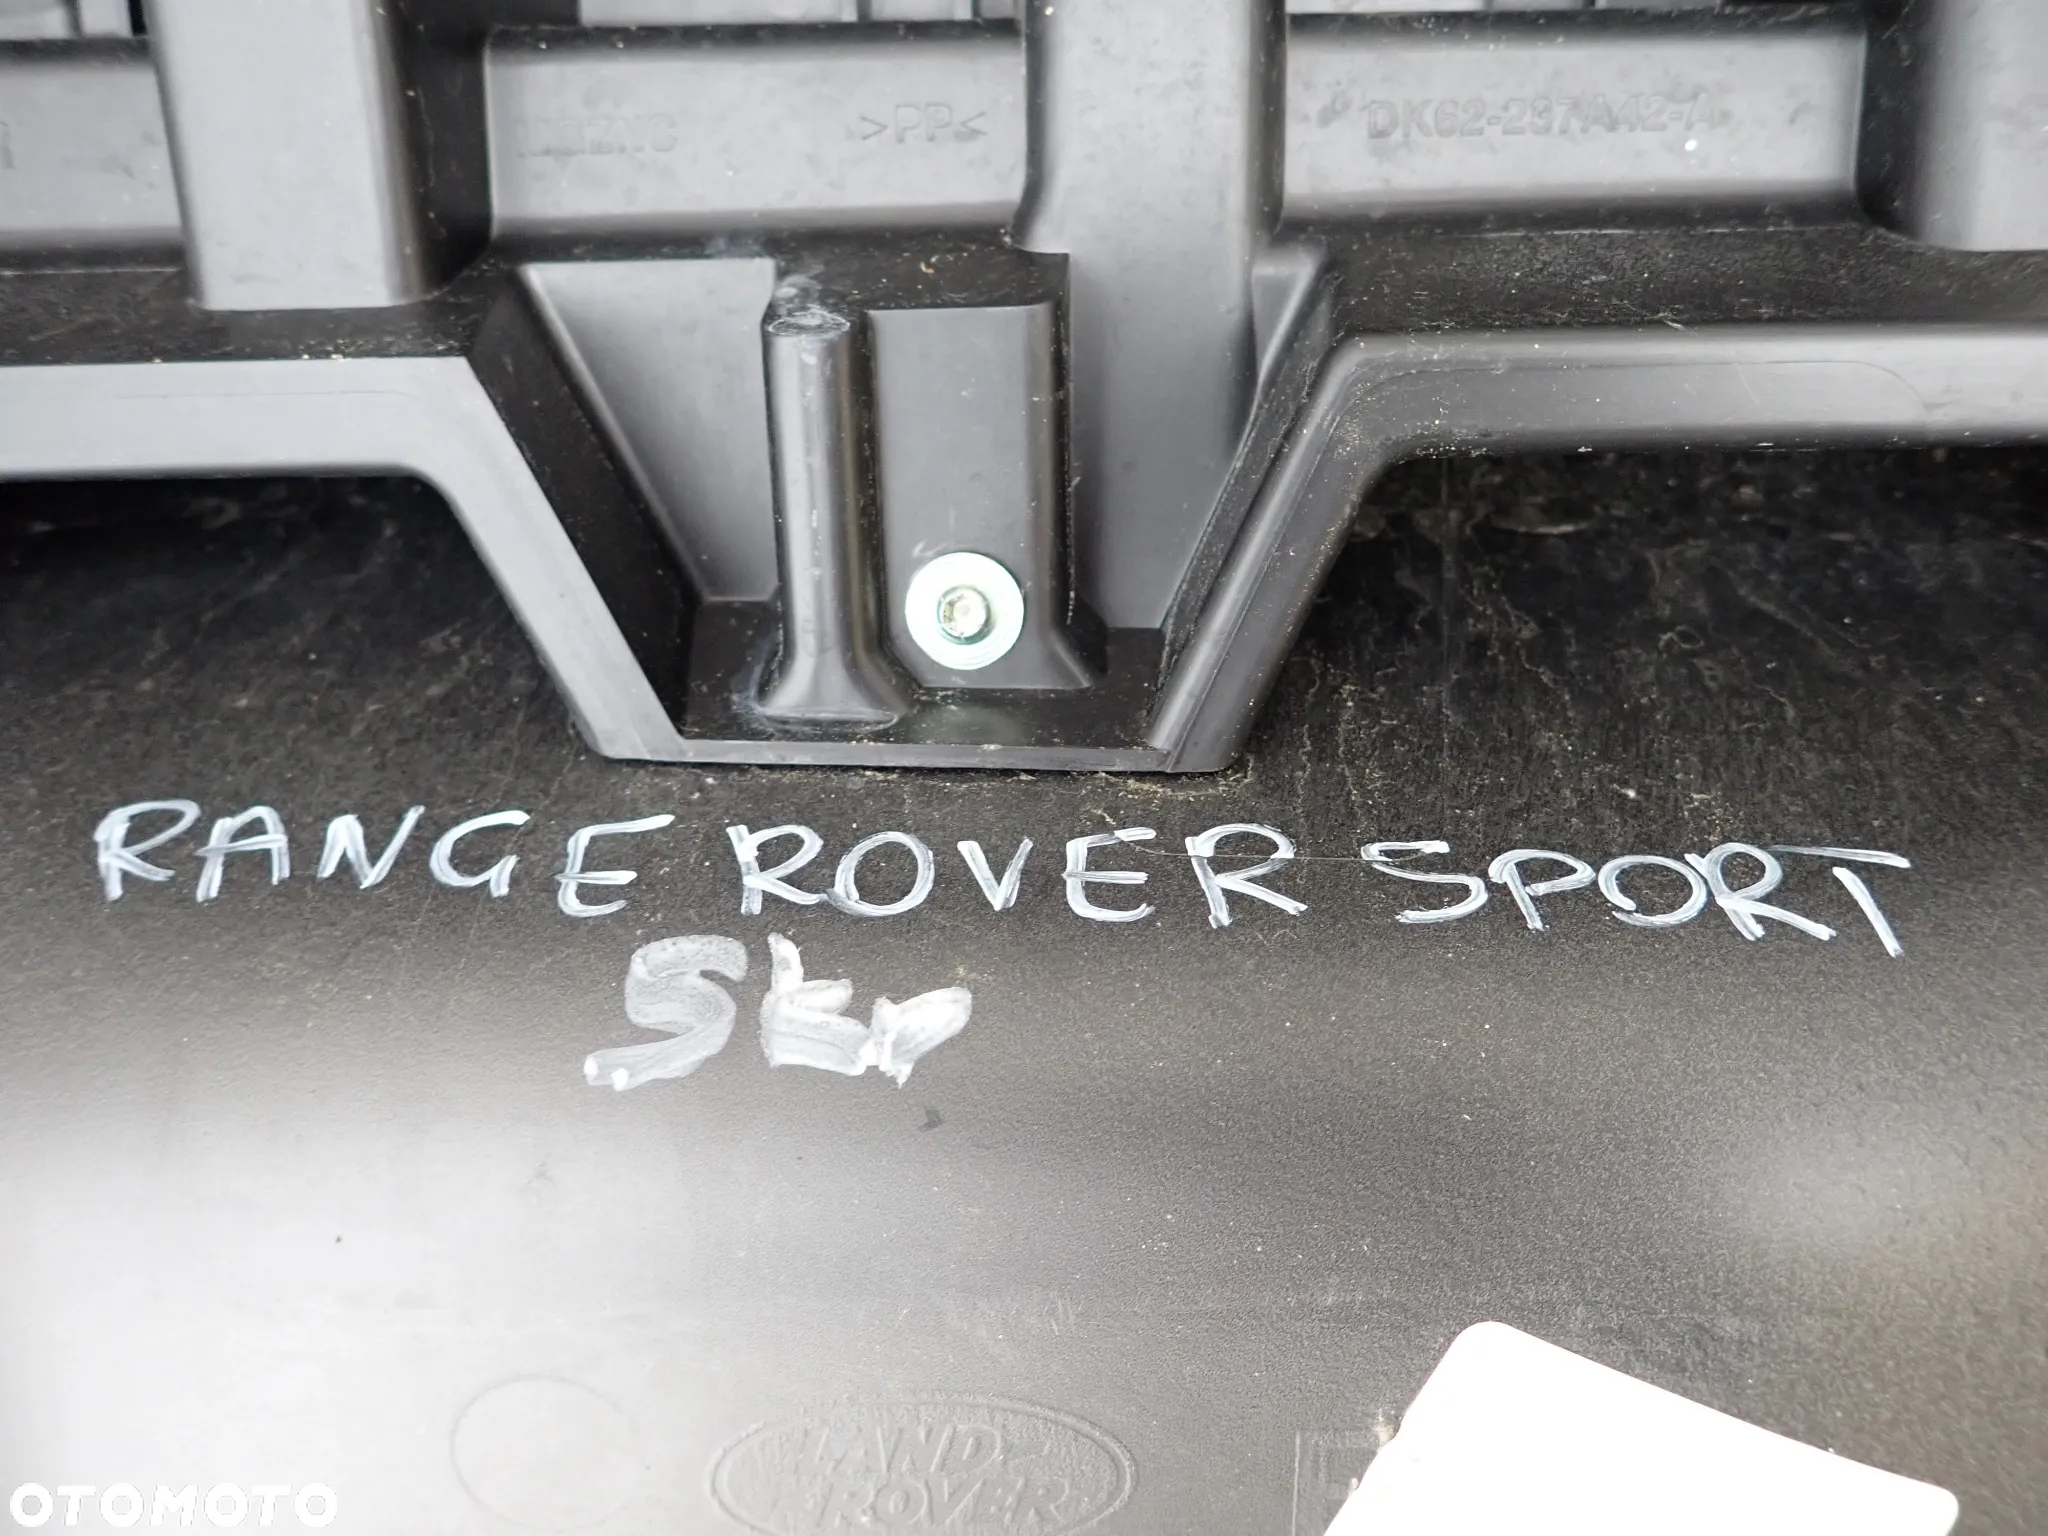 >PP< DK62-237A42-A
RANGE ROVER SPORT
LAND-
ROVER
OTOMOTO